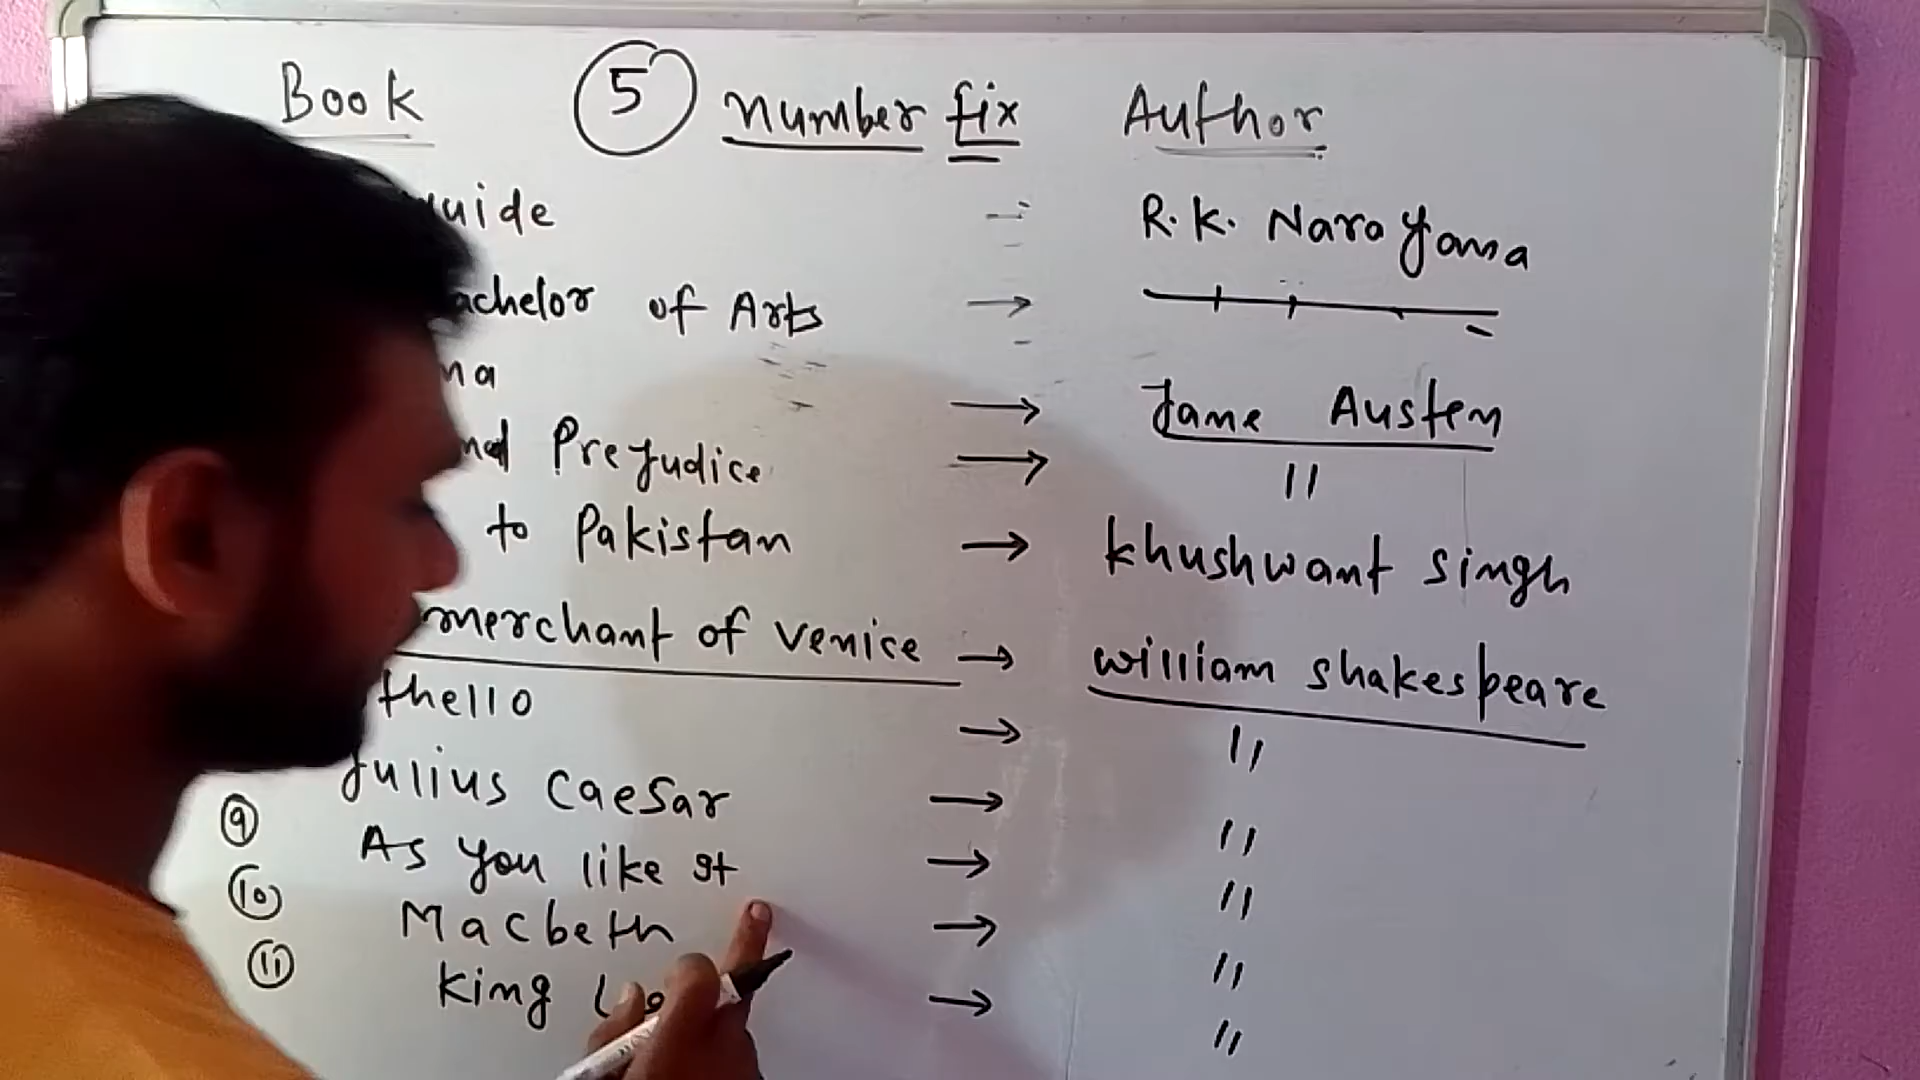 Book 5 Number fix Author
uide → R. K. Narayana
achelor of Arts →
na → Jane Austen
nd Prejudice → "
to Pakistan → Khushwant Singh
merchant of Venice → William Shakespeare
thello → "
Julius Caesar → "
9 As you like It → "
10 Macbeth → "
11 King → "